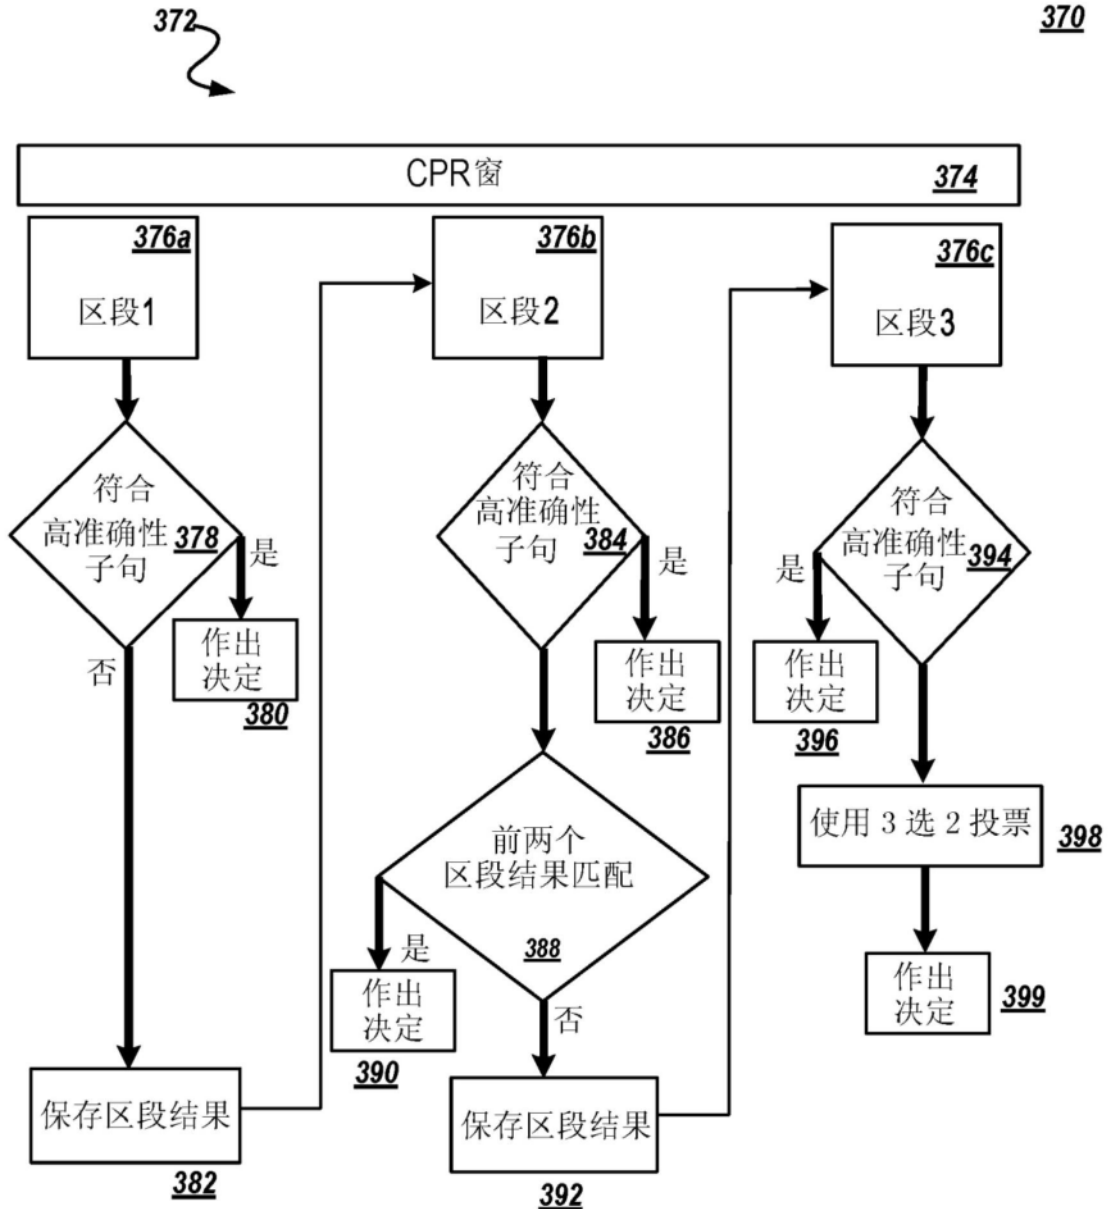 372
370
CPR窗
374
376a
区段1
符合
高准确性
子句
378
是
否
作出
决定
380
保存区段结果
382
376b
区段2
符合
高准确性
子句
384
是
作出
决定
386
前两个
区段结果匹配
388
是
否
作出
决定
390
保存区段结果
392
376c
区段3
符合
高准确性
子句
394
是
作出
决定
396
使用 3 选 2 投票
398
作出
决定
399